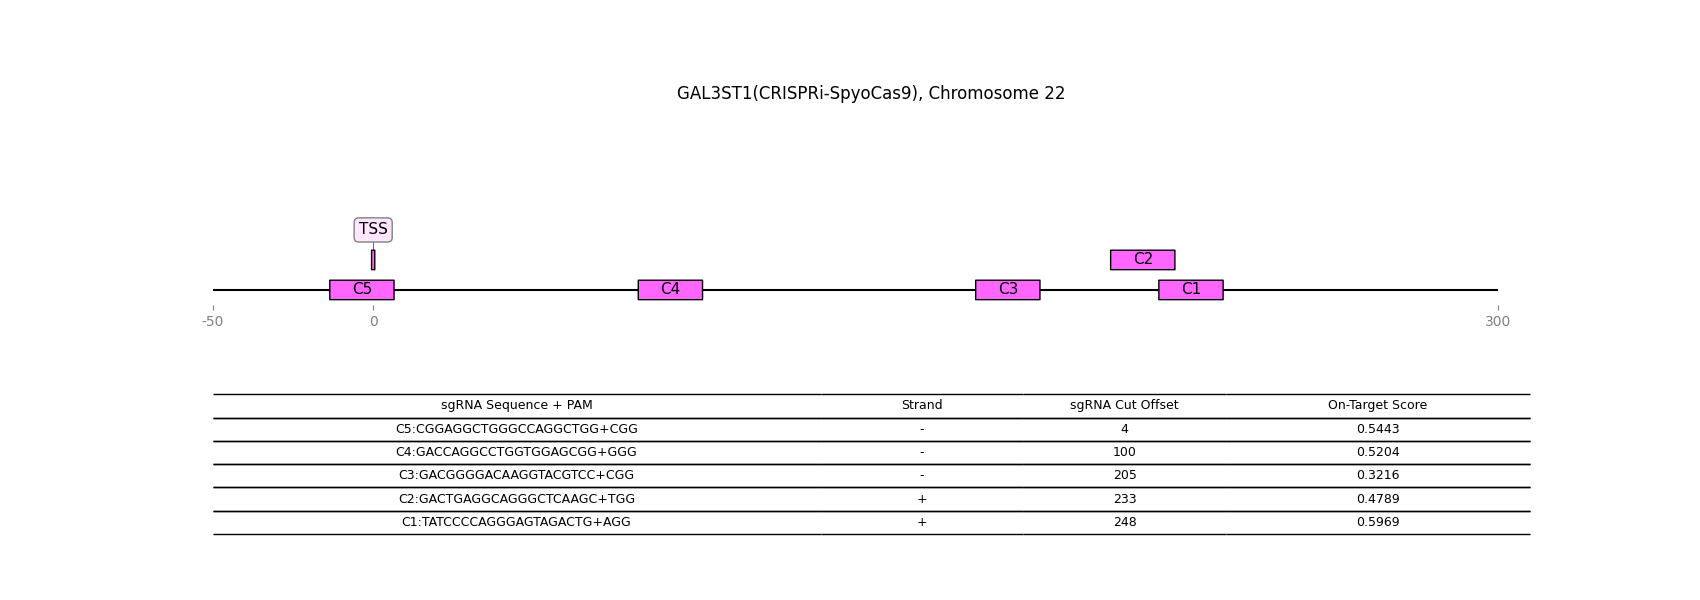 GAL3ST1(CRISPRi-SpyoCas9), Chromosome 22
TSS
C2
C5 C4 C3 C1
-50 0 300
sgRNA Sequence + PAM Strand sgRNA Cut Offset On-Target Score
C5:CGGAGGCTGGGCCAGGCTGG+CGG - 4 0.5443
C4:GACCAGGCCTGGTGGAGCGG+GGG - 100 0.5204
C3:GACGGGGACAAGGTACGTCC+CGG - 205 0.3216
C2:GACTGAGGCAGGGCTCAAGC+TGG + 233 0.4789
C1:TATCCCCAGGGAGTAGACTG+AGG + 248 0.5969